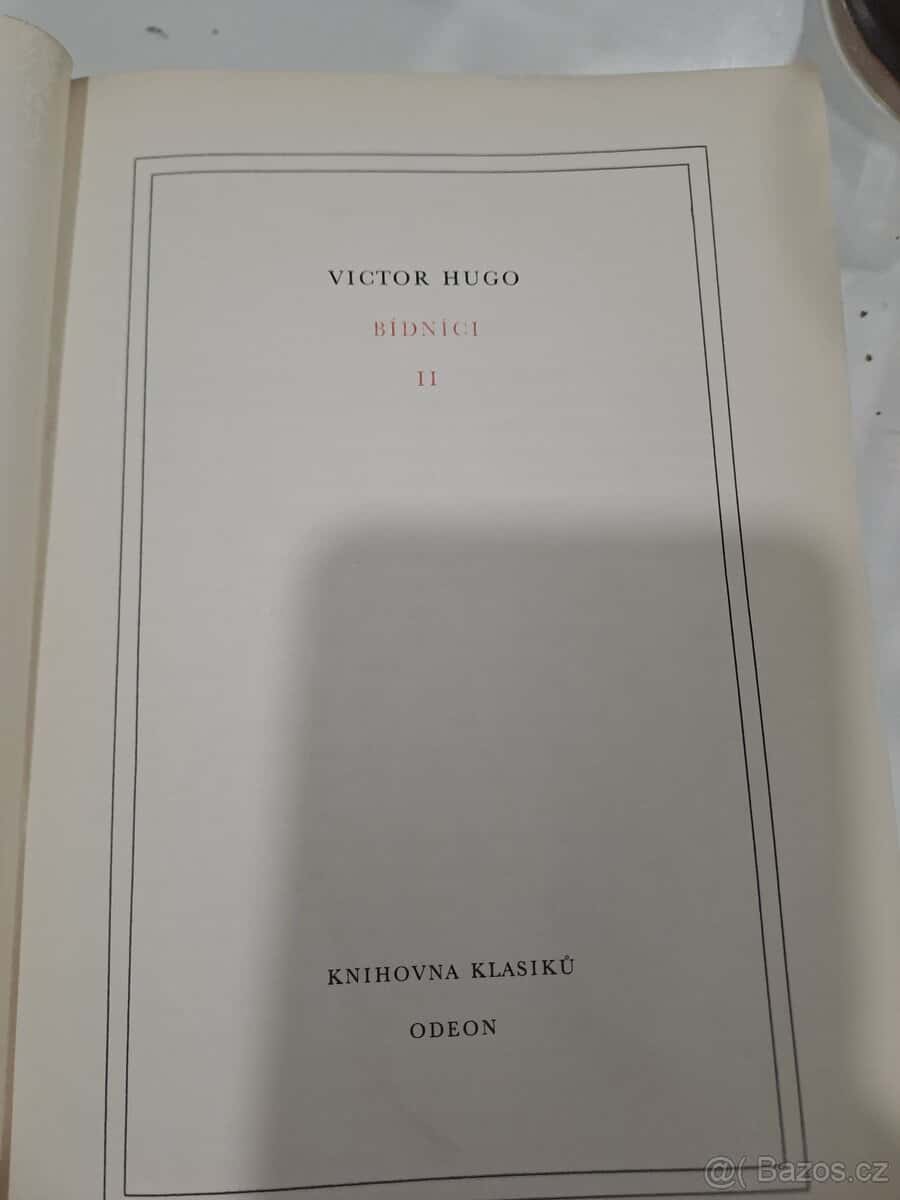 VICTOR HUGO
BÍDNÍCI
II
KNIHOVNA KLASIKŮ
ODEON
@( Bazos.cz